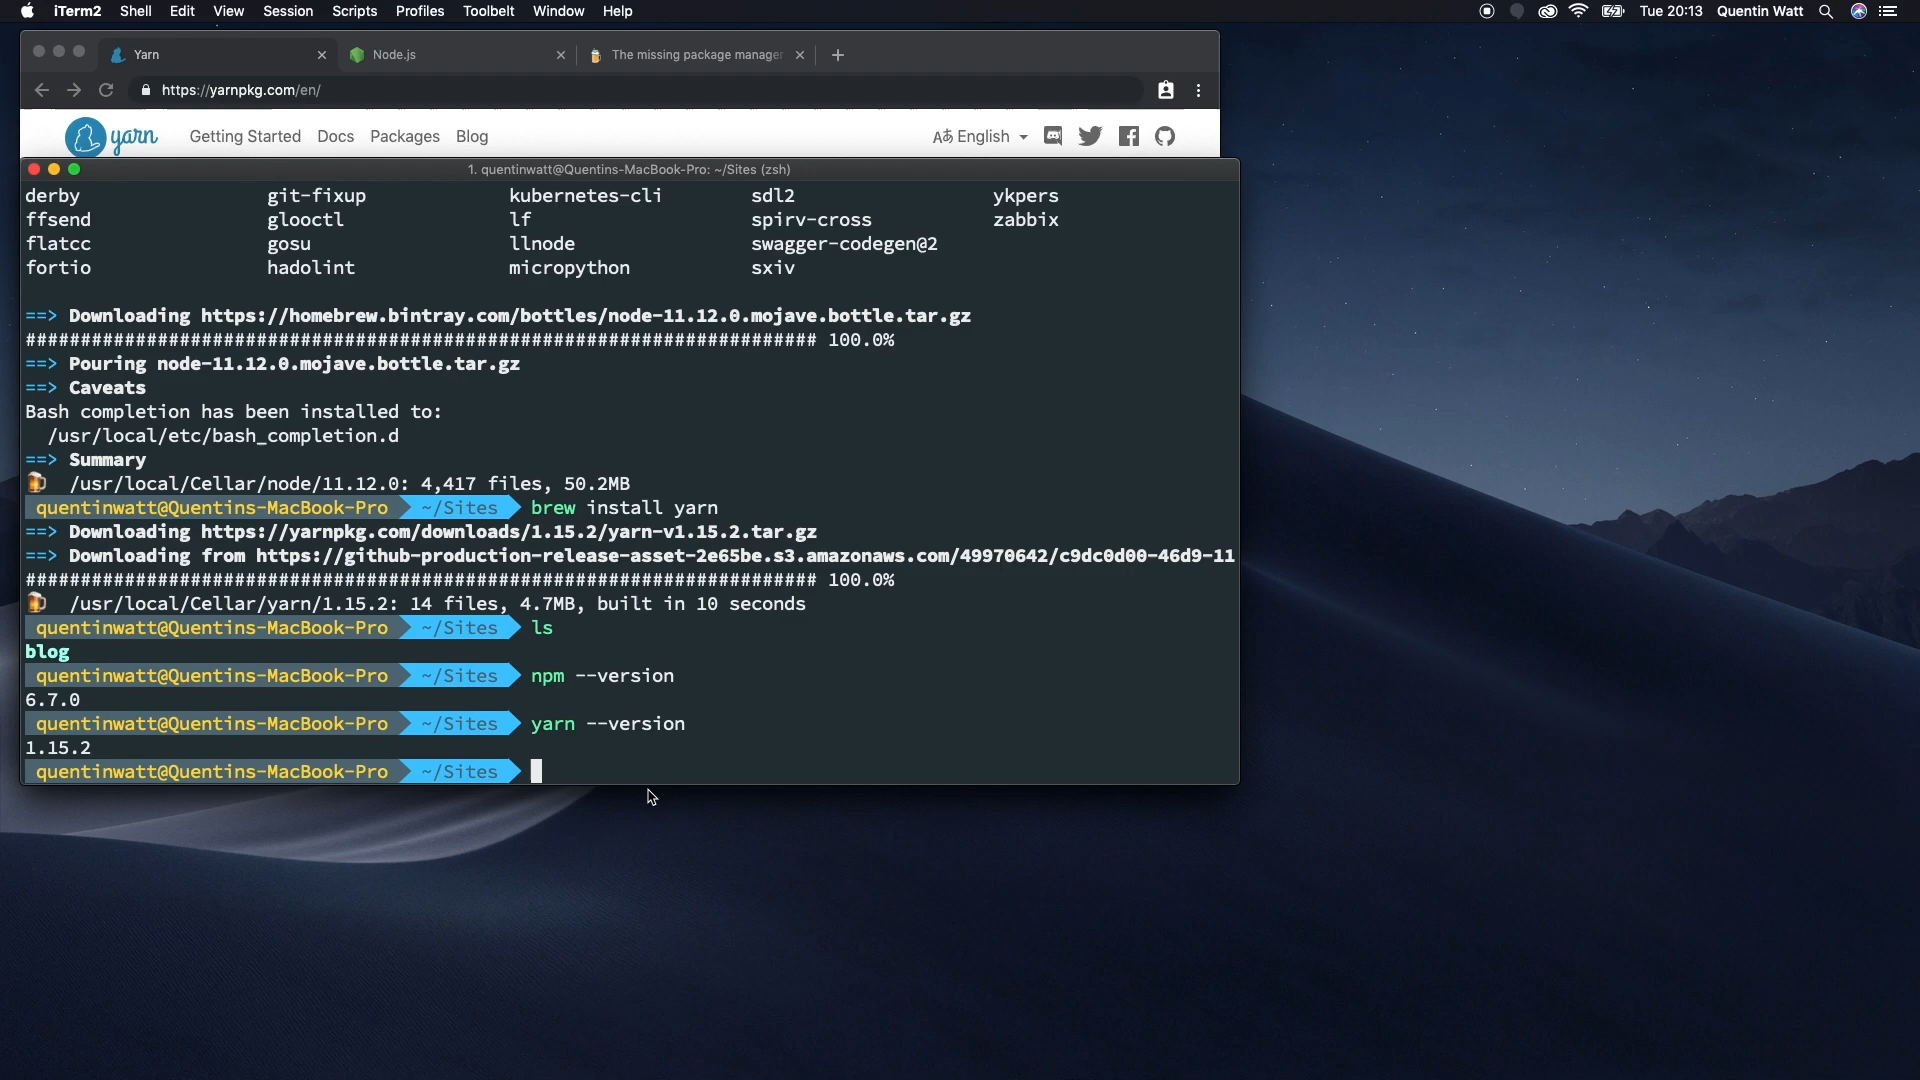 iTerm2 Shell Edit View Session Scripts Profiles Toolbelt Window Help Tue 20:13 Quentin Watt
Yarn Node.js The missing package manager
https://yarnpkg.com/en/
yarn Getting Started Docs Packages Blog Aあ English
1. quentinwatt@Quentins-MacBook-Pro: ~/Sites (zsh)
derby git-fixup kubernetes-cli sdl2 ykpers
ffsend glooctl lf spirv-cross zabbix
flatcc gosu llnode swagger-codegen@2
fortio hadolint micropython sxiv
==> Downloading https://homebrew.bintray.com/bottles/node-11.12.0.mojave.bottle.tar.gz
######################################################################## 100.0%
==> Pouring node-11.12.0.mojave.bottle.tar.gz
==> Caveats
Bash completion has been installed to:
/usr/local/etc/bash_completion.d
==> Summary
🍺 /usr/local/Cellar/node/11.12.0: 4,417 files, 50.2MB
quentinwatt@Quentins-MacBook-Pro ~/Sites brew install yarn
==> Downloading https://yarnpkg.com/downloads/1.15.2/yarn-v1.15.2.tar.gz
==> Downloading from https://github-production-release-asset-2e65be.s3.amazonaws.com/49970642/c9dc0d00-46d9-11
######################################################################## 100.0%
🍺 /usr/local/Cellar/yarn/1.15.2: 14 files, 4.7MB, built in 10 seconds
quentinwatt@Quentins-MacBook-Pro ~/Sites ls
blog
quentinwatt@Quentins-MacBook-Pro ~/Sites npm --version
6.7.0
quentinwatt@Quentins-MacBook-Pro ~/Sites yarn --version
1.15.2
quentinwatt@Quentins-MacBook-Pro ~/Sites